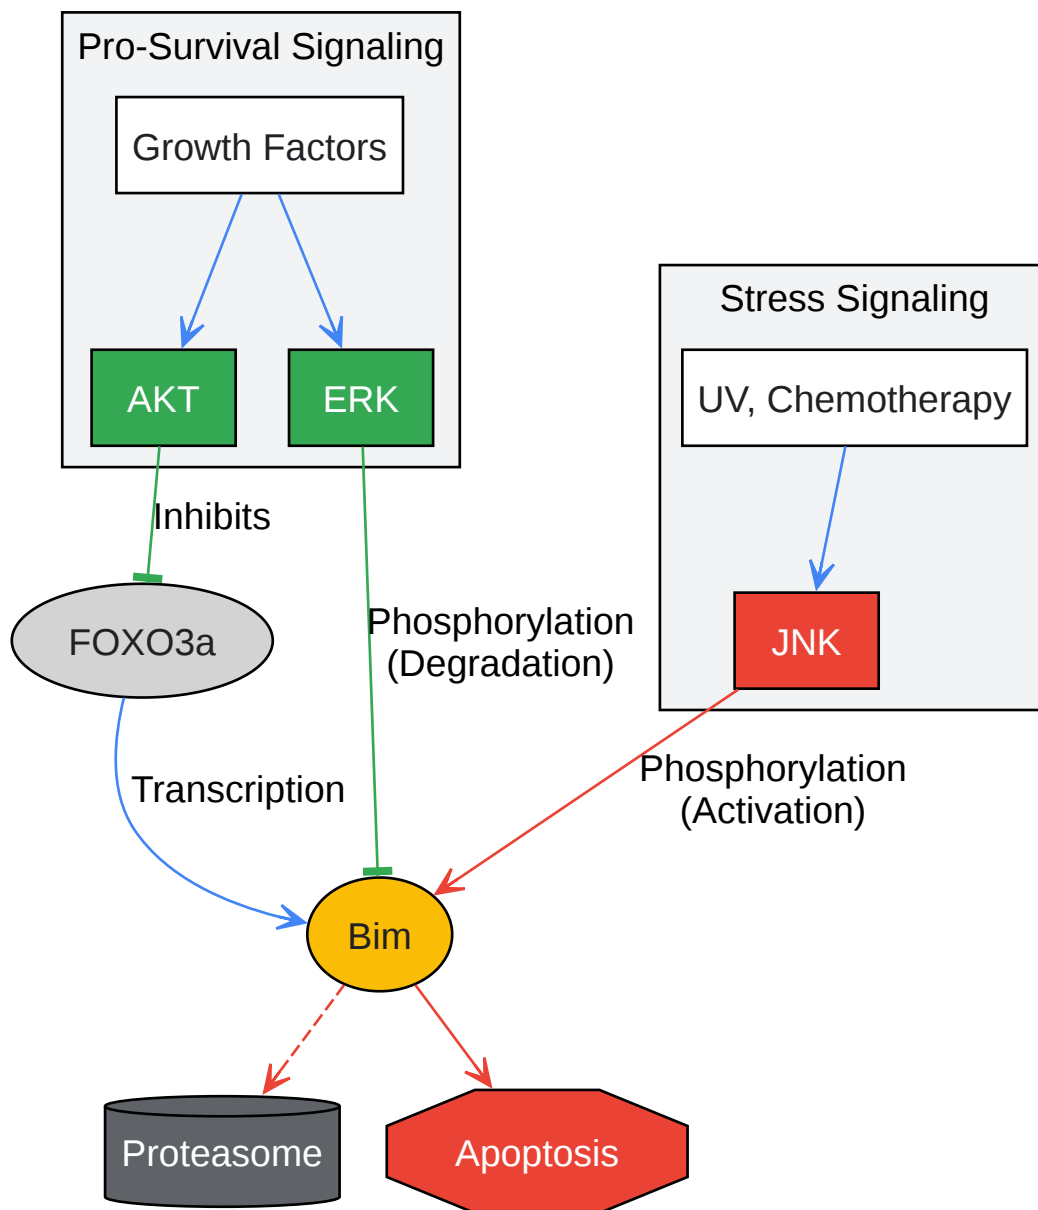 Pro-Survival Signaling
Growth Factors
AKT
ERK
Stress Signaling
UV, Chemotherapy
Inhibits
FOXO3a
Phosphorylation
(Degradation)
JNK
Transcription
Phosphorylation
(Activation)
Bim
Proteasome
Apoptosis